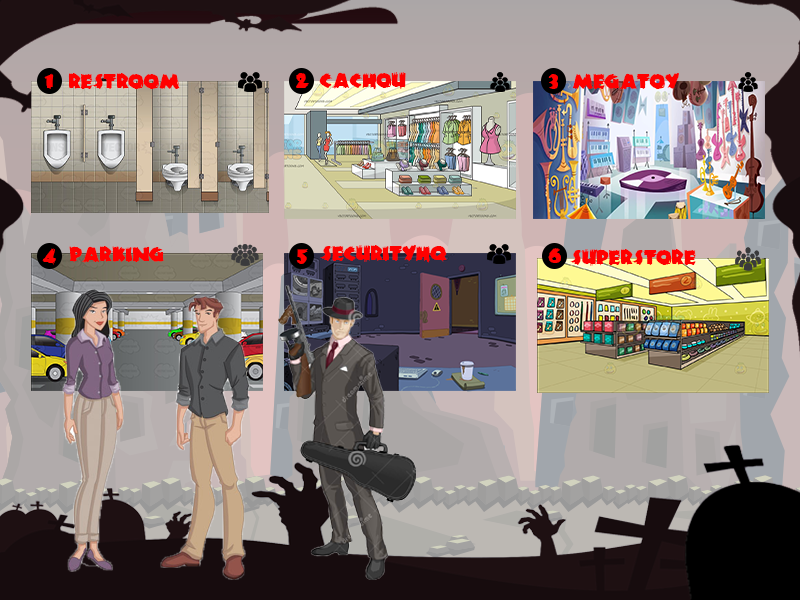 1 RESTROOM
2 CACHOU
3 MEGATOY
4 PARKING
5 SECURITYHQ
6 SUPERSTORE